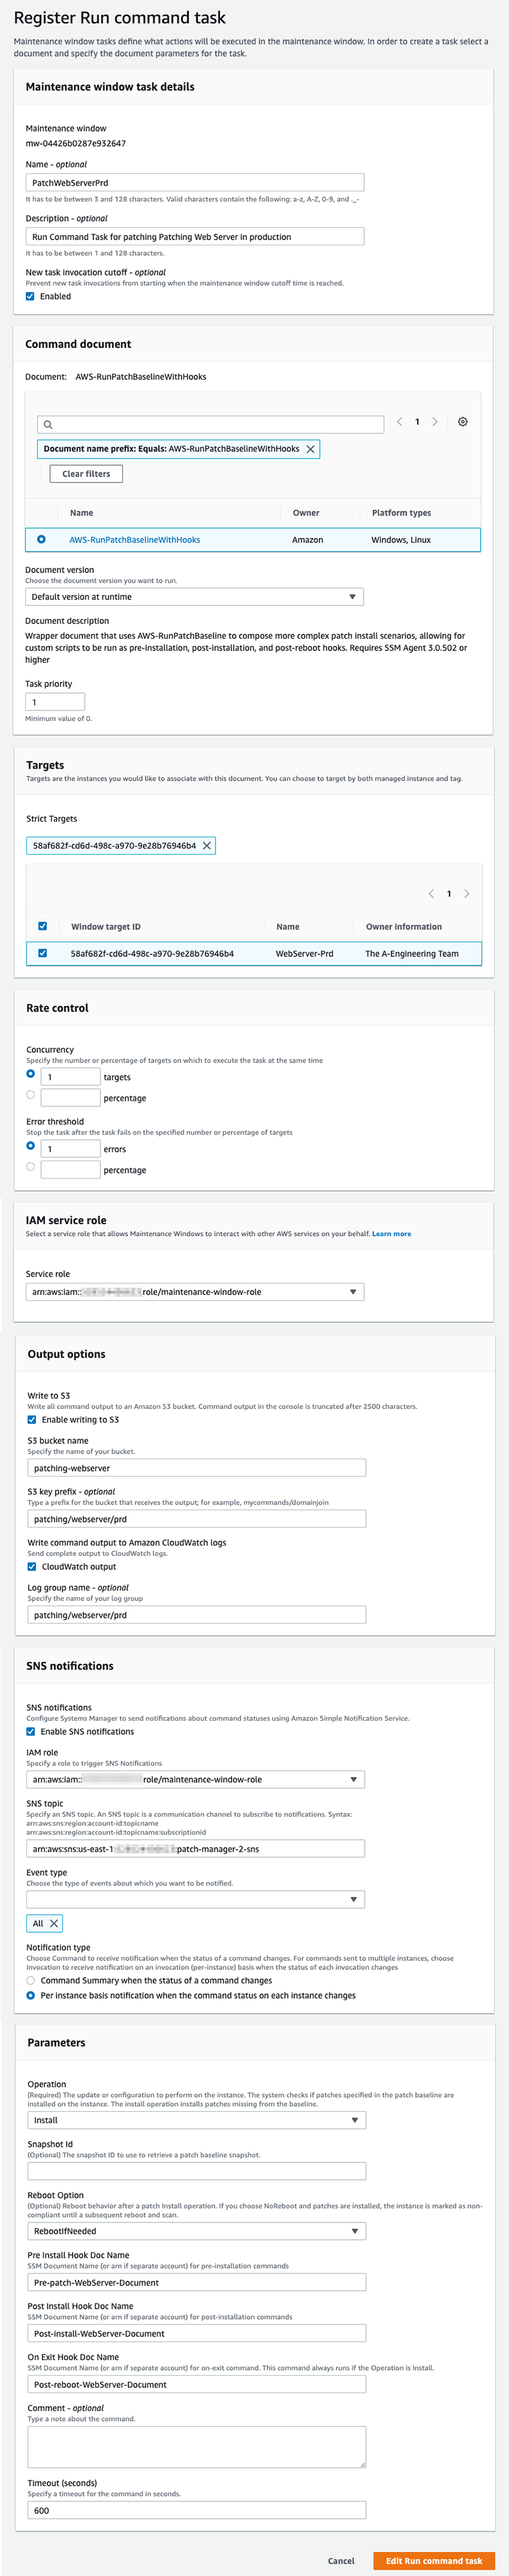 Register Run command task
Maintenance window tasks define what actions will be executed in the maintenance window. In order to create a task select a
document and specify the document parameters for the task.
Maintenance window task details
Maintenance window
mw-04426b0287e932647
Name - optional
PatchWebServerPrd
It has to be between 3 and 128 characters. Valid characters contain the following: a-z, A-Z, 0-9, and ._-
Description - optional
Run Command Task for patching Patching Web Server in production
It has to be between 1 and 128 characters.
New task invocation cutoff - optional
Prevent new task invocations from starting when the maintenance window cutoff time is reached.
Enabled
Command document
Document: AWS-RunPatchBaselineWithHooks
1
Document name prefix: Equals: AWS-RunPatchBaselineWithHooks
Clear filters
Name Owner Platform types
AWS-RunPatchBaselineWithHooks Amazon Windows, Linux
Document version
Choose the document version you want to run.
Default version at runtime
Document description
Wrapper document that uses AWS-RunPatchBaseline to compose more complex patch install scenarios, allowing for
custom scripts to be run as pre-installation, post-installation, and post-reboot hooks. Requires SSM Agent 3.0.502 or
higher
Task priority
1
Minimum value of 0.
Targets
Targets are the instances you would like to associate with this document. You can choose to target by both managed instance and tag.
Strict Targets
58af682f-cd6d-498c-a970-9e28b76946b4
1
Window target ID Name Owner information
58af682f-cd6d-498c-a970-9e28b76946b4 WebServer-Prd The A-Engineering Team
Rate control
Concurrency
Specify the number or percentage of targets on which to execute the task at the same time
1 targets
percentage
Error threshold
Stop the task after the task fails on the specified number or percentage of targets
1 errors
percentage
IAM service role
Select a service role that allows Maintenance Windows to interact with other AWS services on your behalf. Learn more
Service role
arn:aws:iam:: role/maintenance-window-role
Output options
Write to S3
Write all command output to an Amazon S3 bucket. Command output in the console is truncated after 2500 characters.
Enable writing to S3
S3 bucket name
Specify the name of your bucket.
patching-webserver
S3 key prefix - optional
Type a prefix for the bucket that receives the output; for example, mycommands/domainjoin
patching/webserver/prd
Write command output to Amazon CloudWatch logs
Send complete output to CloudWatch logs.
CloudWatch output
Log group name - optional
Specify the name of your log group
patching/webserver/prd
SNS notifications
SNS notifications
Configure Systems Manager to send notifications about command statuses using Amazon Simple Notification Service.
Enable SNS notifications
IAM role
Specify a role to trigger SNS Notifications
arn:aws:iam:: role/maintenance-window-role
SNS topic
Specify an SNS topic. An SNS topic is a communication channel to subscribe to notifications. Syntax:
arn:aws:sns:region:account-id:topicname
arn:aws:sns:region:account-id:topicname:subscriptionid
arn:aws:sns:us-east-1: :patch-manager-2-sns
Event type
Choose the type of events about which you want to be notified.
All
Notification type
Choose Command to receive notification when the status of a command changes. For commands sent to multiple instances, choose
Invocation to receive notification on an invocation (per-instance) basis when the status of each invocation changes
Command Summary when the status of a command changes
Per instance basis notification when the command status on each instance changes
Parameters
Operation
(Required) The update or configuration to perform on the instance. The system checks if patches specified in the patch baseline are
installed on the instance. The install operation installs patches missing from the baseline.
Install
Snapshot Id
(Optional) The snapshot ID to use to retrieve a patch baseline snapshot.
Reboot Option
(Optional) Reboot behavior after a patch Install operation. If you choose NoReboot and patches are installed, the instance is marked as non-
compliant until a subsequent reboot and scan.
RebootIfNeeded
Pre Install Hook Doc Name
SSM Document Name (or arn if separate account) for pre-installation commands
Pre-patch-WebServer-Document
Post Install Hook Doc Name
SSM Document Name (or arn if separate account) for post-installation commands
Post-install-WebServer-Document
On Exit Hook Doc Name
SSM Document Name (or arn if separate account) for on-exit command. This command always runs if the Operation is Install.
Post-reboot-WebServer-Document
Comment - optional
Type a note about the command.
Timeout (seconds)
Specify a timeout for the command in seconds.
600
Cancel Edit Run command task